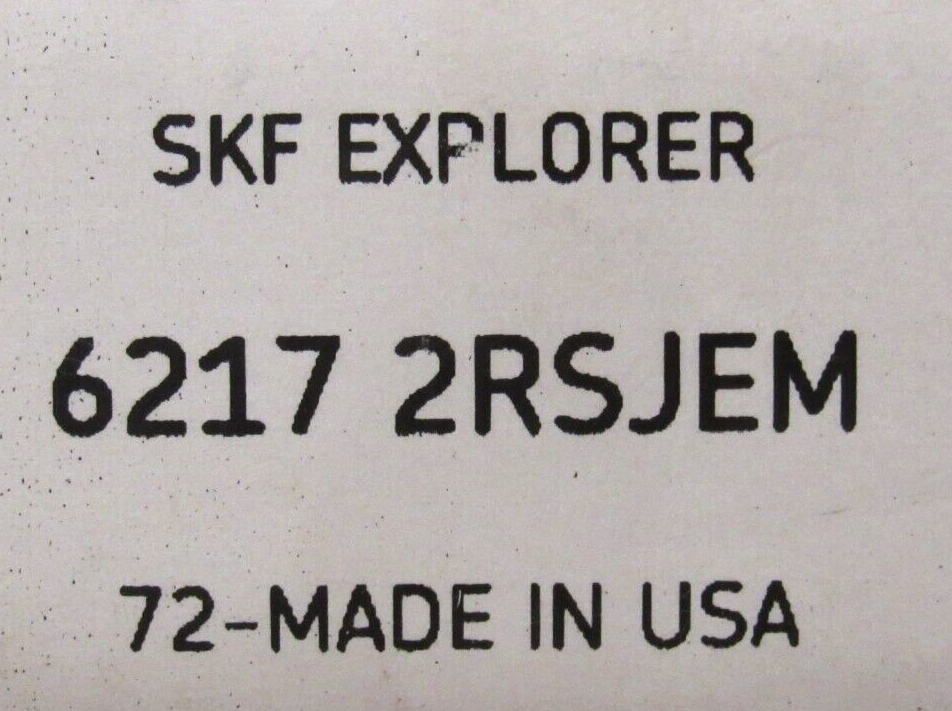 SKF EXPLORER
6217 2RSJEM
72-MADE IN USA